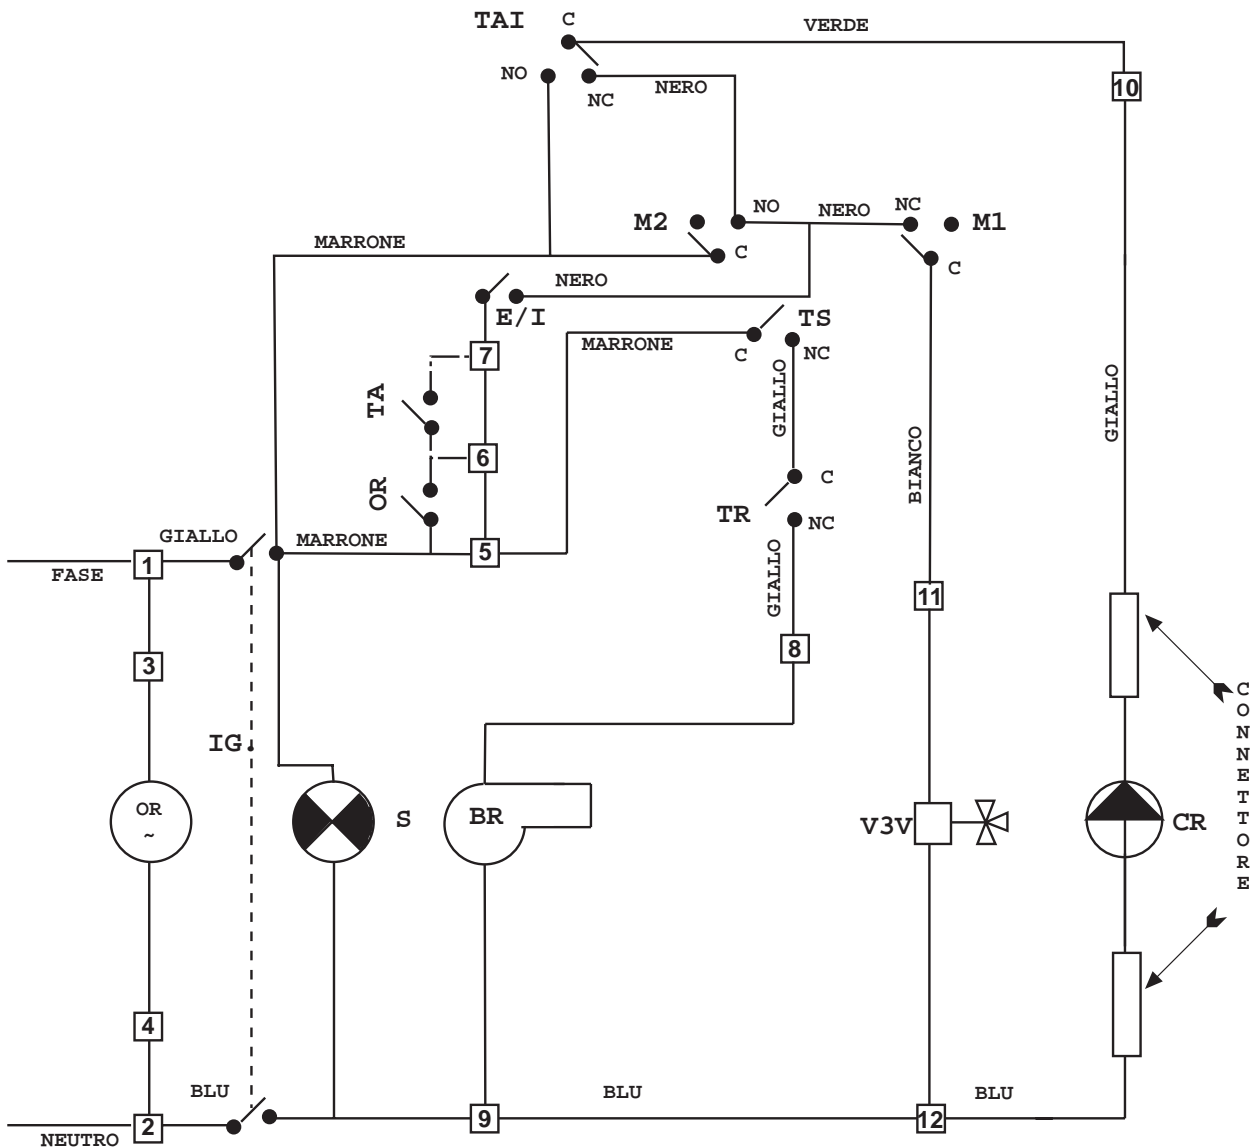 TAI C
VERDE
NO
NC
NERO
10
M2
NO
NERO
NC
M1
MARRONE
C
C
NERO
E/I
TS
MARRONE
C
NC
7
TA
GIALLO
GIALLO
6
BIANCO
OR
C
TR
NC
GIALLO
MARRONE
5
1
FASE
GIALLO
11
8
3
CONNETTORE
IG.
OR
~
S
BR
V3V
CR
4
BLU
BLU
BLU
2
9
12
NEUTRO